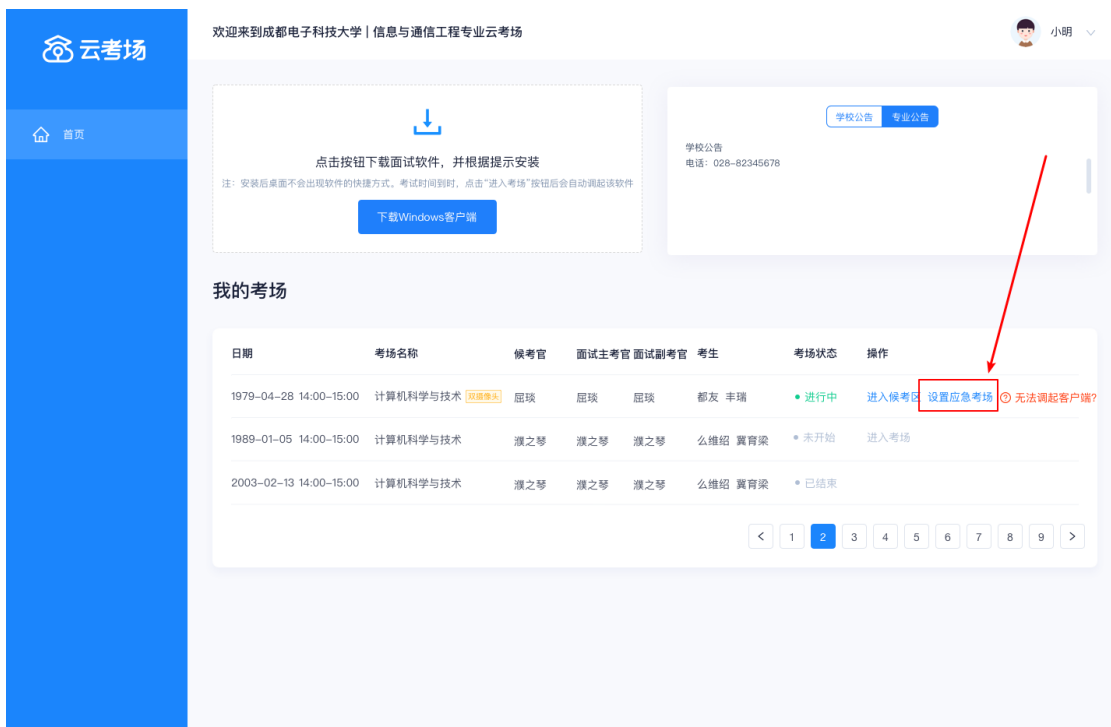 云考场
欢迎来到成都电子科技大学 | 信息与通信工程专业云考场
小明
首页
点击按钮下载面试软件，并根据提示安装
注：安装后桌面不会出现软件的快捷方式。考试时间到时，点击“进入考场”按钮后会自动调起该软件
下载Windows客户端
学校公告 专业公告
学校公告
电话：028-82345678
我的考场
日期 考场名称 候考官 面试主考官 面试副考官 考生 考场状态 操作
1979-04-28 14:00-15:00 计算机科学与技术 双摄像头 屈琰 屈琰 屈琰 都友 丰瑞 进行中 进入候考区 设置应急考场 无法调起客户端?
1989-01-05 14:00-15:00 计算机科学与技术 濮之琴 濮之琴 濮之琴 么维绍 冀育梁 未开始 进入考场
2003-02-13 14:00-15:00 计算机科学与技术 濮之琴 濮之琴 濮之琴 么维绍 冀育梁 已结束
< 1 2 3 4 5 6 7 8 9 >